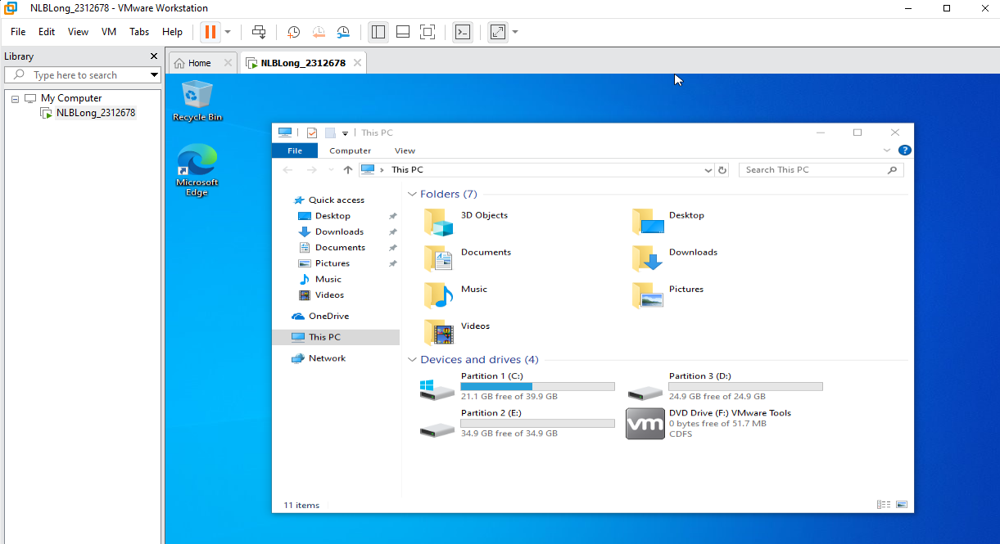 NLBLong_2312678 - VMware Workstation
File Edit View VM Tabs Help
Library
Type here to search
My Computer
NLBLong_2312678
Home
NLBLong_2312678
Recycle Bin
Microsoft
Edge
This PC
File Computer View
This PC
Search This PC
Quick access
Desktop
Downloads
Documents
Pictures
Music
Videos
OneDrive
This PC
Network
Folders (7)
3D Objects
Desktop
Documents
Downloads
Music
Pictures
Videos
Devices and drives (4)
Partition 1 (C:)
21.1 GB free of 39.9 GB
Partition 3 (D:)
24.9 GB free of 24.9 GB
Partition 2 (E:)
34.9 GB free of 34.9 GB
vm
DVD Drive (F:) VMware Tools
0 bytes free of 51.7 MB
CDFS
11 items